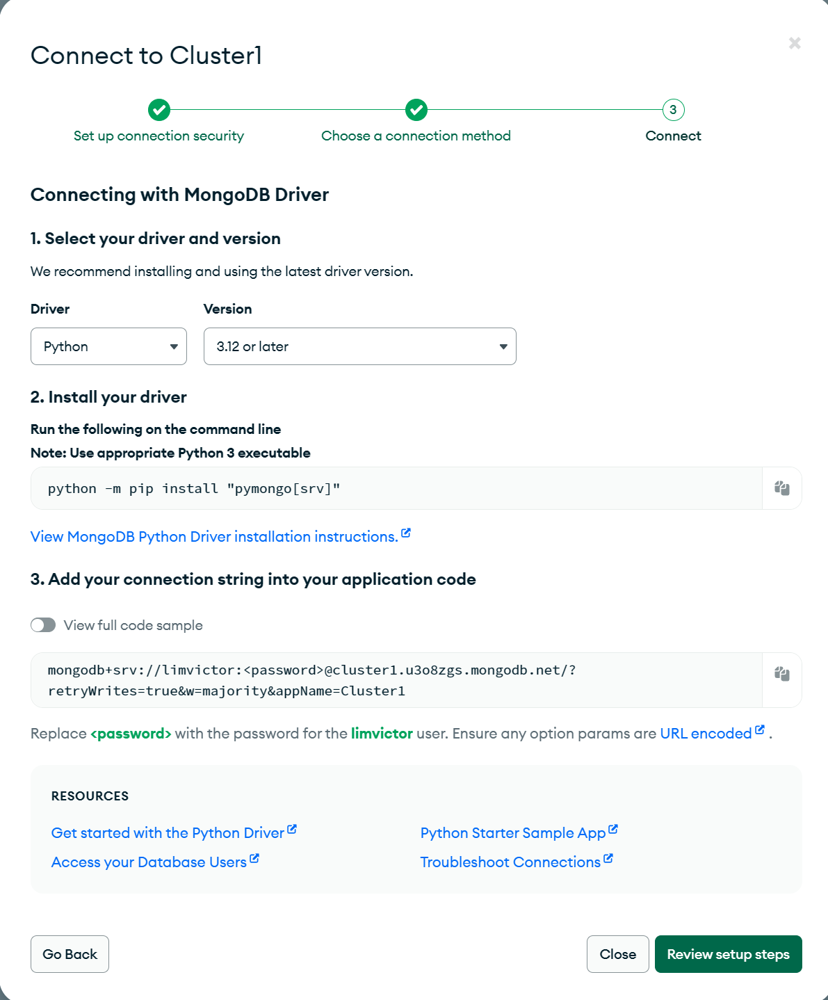 Connect to Cluster1
3
Set up connection security
Choose a connection method
Connect
Connecting with MongoDB Driver
1. Select your driver and version
We recommend installing and using the latest driver version.
Driver
Version
Python
3.12 or later
2. Install your driver
Run the following on the command line
Note: Use appropriate Python 3 executable
python -m pip install "pymongo[srv]"
View MongoDB Python Driver installation instructions.
3. Add your connection string into your application code
View full code sample
mongodb+srv://limvictor:<password>@cluster1.u3o8zgs.mongodb.net/?
retryWrites=true&w=majority&appName=Cluster1
Replace <password> with the password for the limvictor user. Ensure any option params are URL encoded .
RESOURCES
Get started with the Python Driver
Python Starter Sample App
Access your Database Users
Troubleshoot Connections
Go Back
Close
Review setup steps